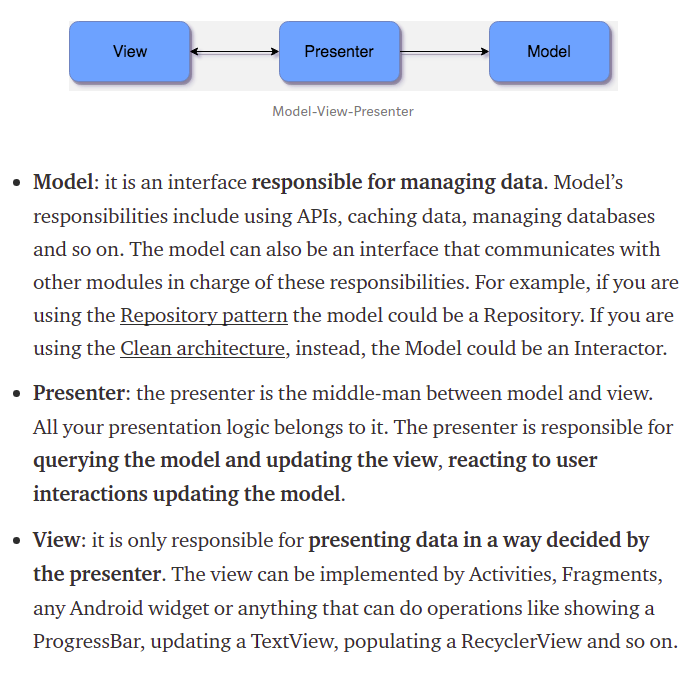 View
Presenter
Model
Model-View-Presenter
Model: it is an interface responsible for managing data. Model’s
responsibilities include using APIs, caching data, managing databases
and so on. The model can also be an interface that communicates with
other modules in charge of these responsibilities. For example, if you are
using the Repository pattern the model could be a Repository. If you are
using the Clean architecture, instead, the Model could be an Interactor.
Presenter: the presenter is the middle-man between model and view.
All your presentation logic belongs to it. The presenter is responsible for
querying the model and updating the view, reacting to user
interactions updating the model.
View: it is only responsible for presenting data in a way decided by
the presenter. The view can be implemented by Activities, Fragments,
any Android widget or anything that can do operations like showing a
ProgressBar, updating a TextView, populating a RecyclerView and so on.